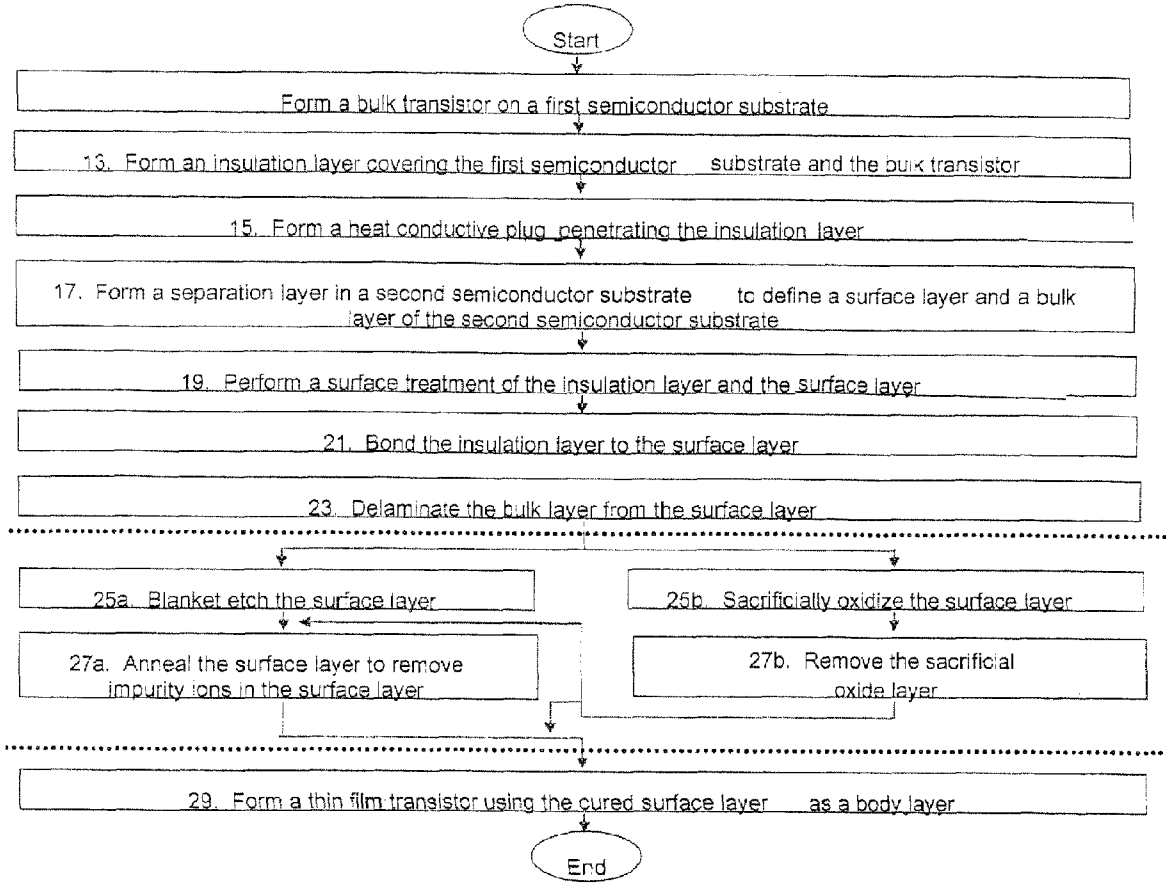 Start
Form a bulk transistor on a first semiconductor substrate
13. Form an insulation layer covering the first semiconductor substrate and the bulk transistor
15. Form a heat conductive plug penetrating the insulation layer
17. Form a separation layer in a second semiconductor substrate to define a surface layer and a bulk
layer of the second semiconductor substrate
19. Perform a surface treatment of the insulation layer and the surface layer
21. Bond the insulation layer to the surface layer
23. Delaminate the bulk layer from the surface layer
25a. Blanket etch the surface layer
25b. Sacrificially oxidize the surface layer
27a. Anneal the surface layer to remove
impurity ions in the surface layer
27b. Remove the sacrificial
oxide layer
29. Form a thin film transistor using the cured surface layer as a body layer
End